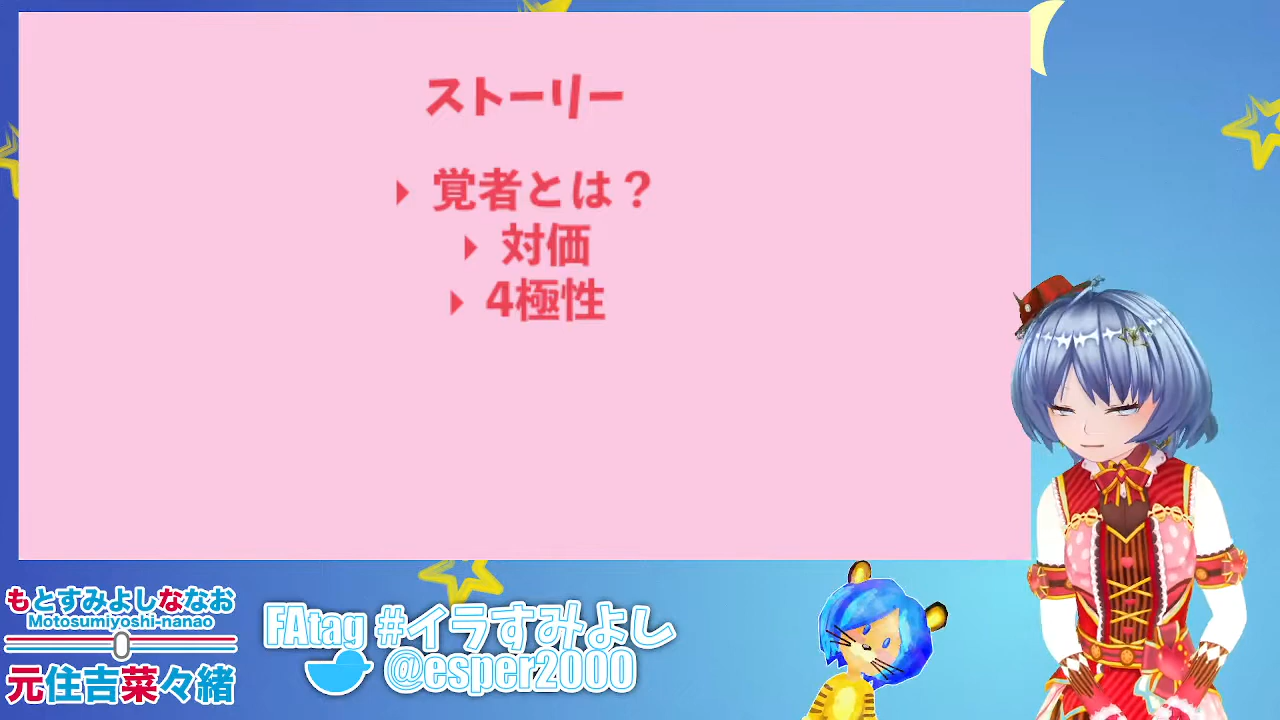 ストーリー
覚者とは？
対価
4極性
もとすみよしななお
Motosumiyoshi-nanao
元住吉菜々緒
FAtag #イラすみよし
@esper2000